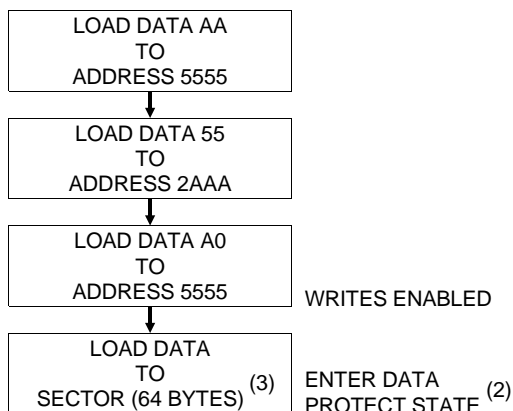 LOAD DATA AA
TO
ADDRESS 5555
LOAD DATA 55
TO
ADDRESS 2AAA
LOAD DATA A0
TO
ADDRESS 5555
WRITES ENABLED
LOAD DATA
TO
SECTOR (64 BYTES) (3)
ENTER DATA
PROTECT STATE (2)